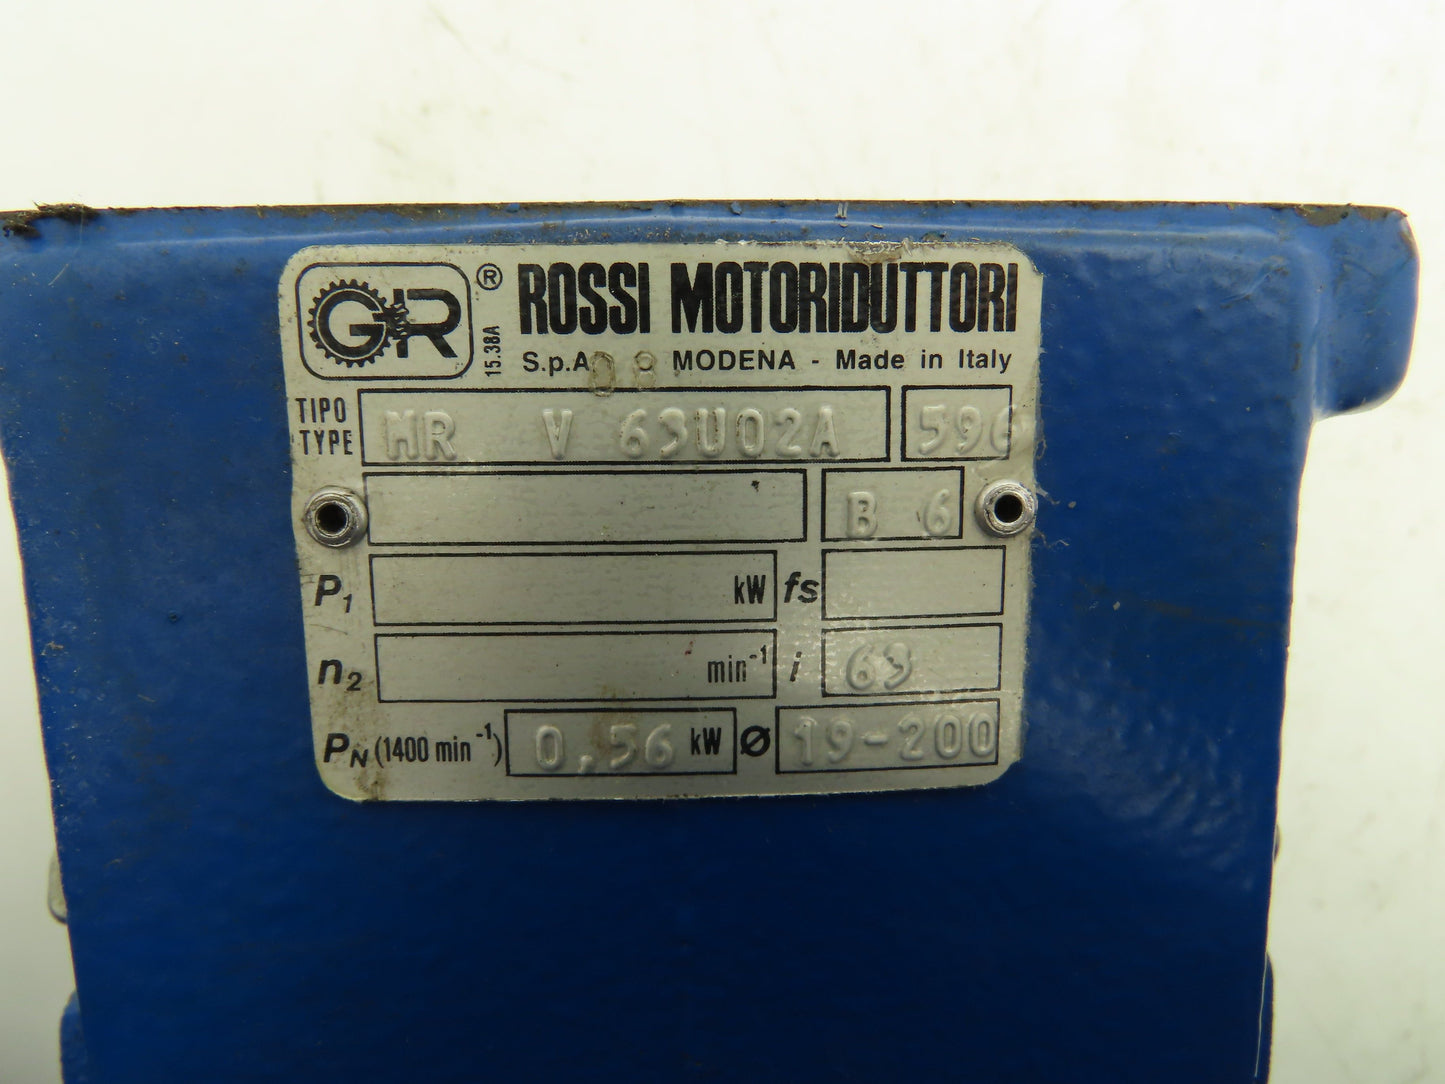 GR ® ROSSI MOTORIDUTTORI
15.38A S.p.A MODENA - Made in Italy
TIPO
TYPE MR V 63U02A 596
B 6
P1 kW fs
n2 min-1 i 63
PN (1400 min-1) 0,56 kW Ø 19-200